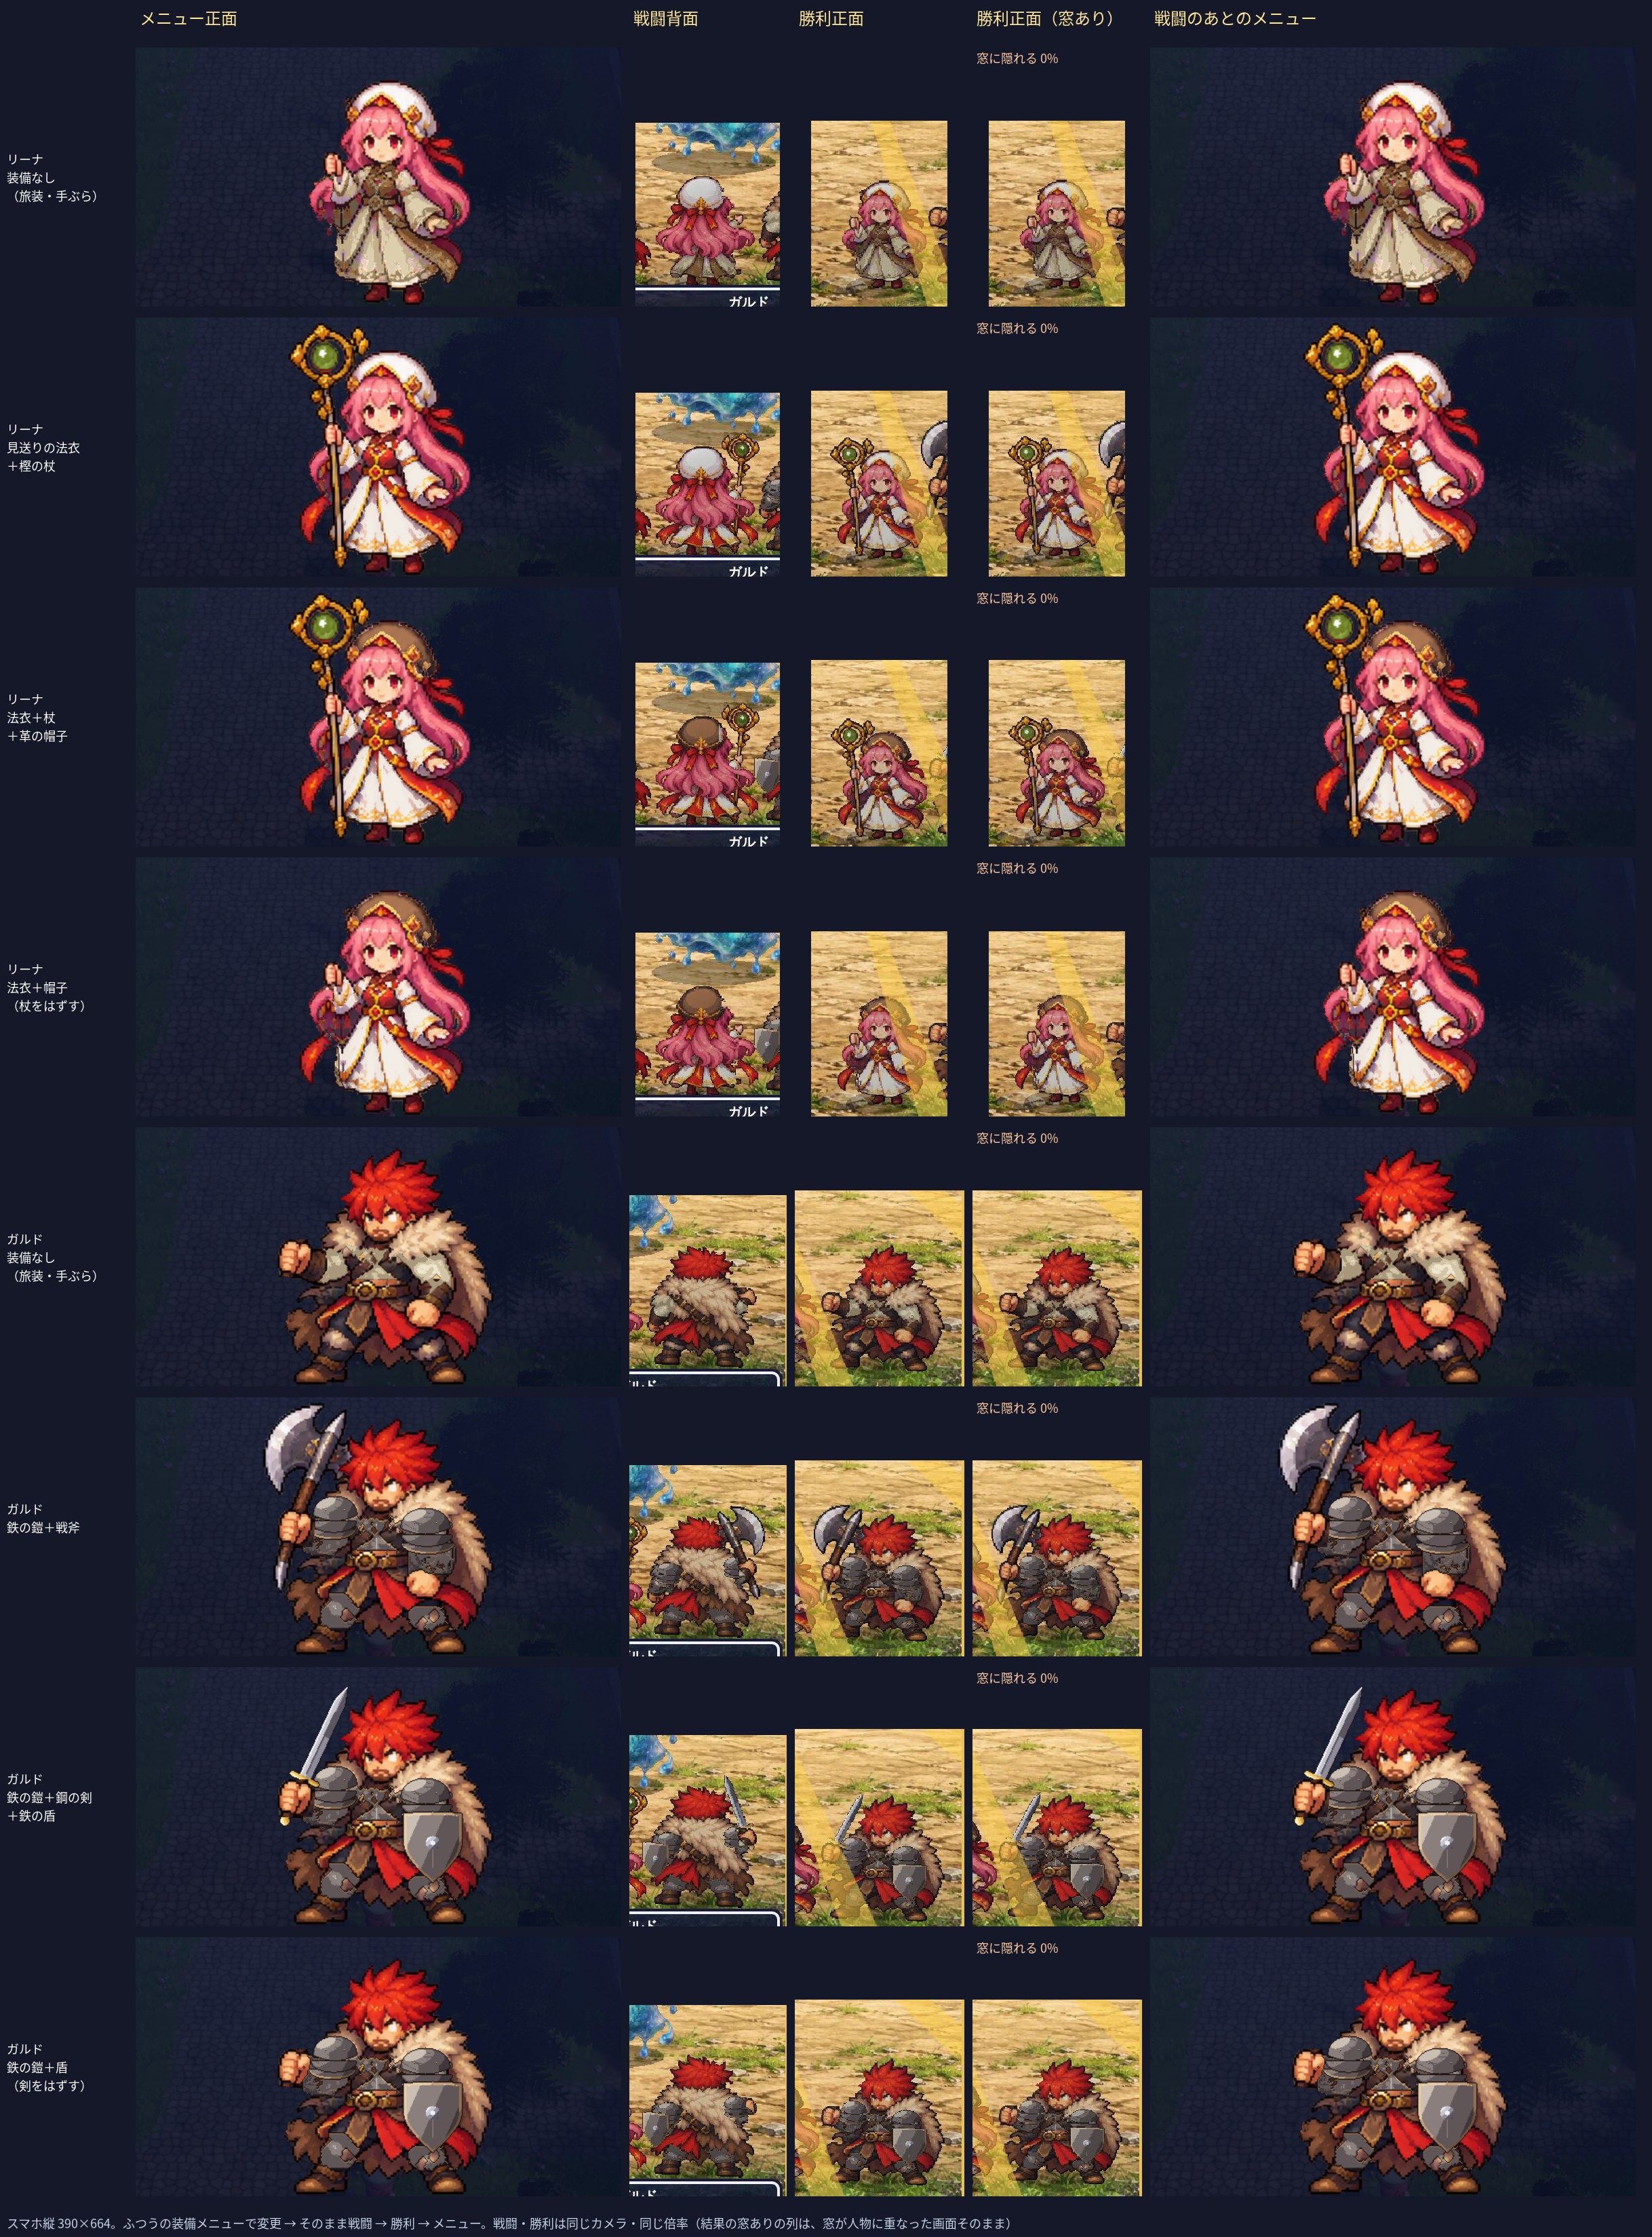 メニュー正面
戦闘背面
勝利正面
勝利正面（窓あり）
戦闘のあとのメニュー
窓に隠れる 0%
リーナ
装備なし
（旅装・手ぶら）
ガルド
窓に隠れる 0%
リーナ
見送りの法衣
＋樫の杖
ガルド
窓に隠れる 0%
リーナ
法衣＋杖
＋革の帽子
ガルド
窓に隠れる 0%
リーナ
法衣＋帽子
（杖をはずす）
ガルド
窓に隠れる 0%
ガルド
装備なし
（旅装・手ぶら）
窓に隠れる 0%
ガルド
鉄の鎧＋戦斧
窓に隠れる 0%
ガルド
鉄の鎧＋鋼の剣
＋鉄の盾
窓に隠れる 0%
ガルド
鉄の鎧＋盾
（剣をはずす）
スマホ縦 390×664。ふつうの装備メニューで変更 → そのまま戦闘 → 勝利 → メニュー。戦闘・勝利は同じカメラ・同じ倍率（結果の窓ありの列は、窓が人物に重なった画面そのまま）